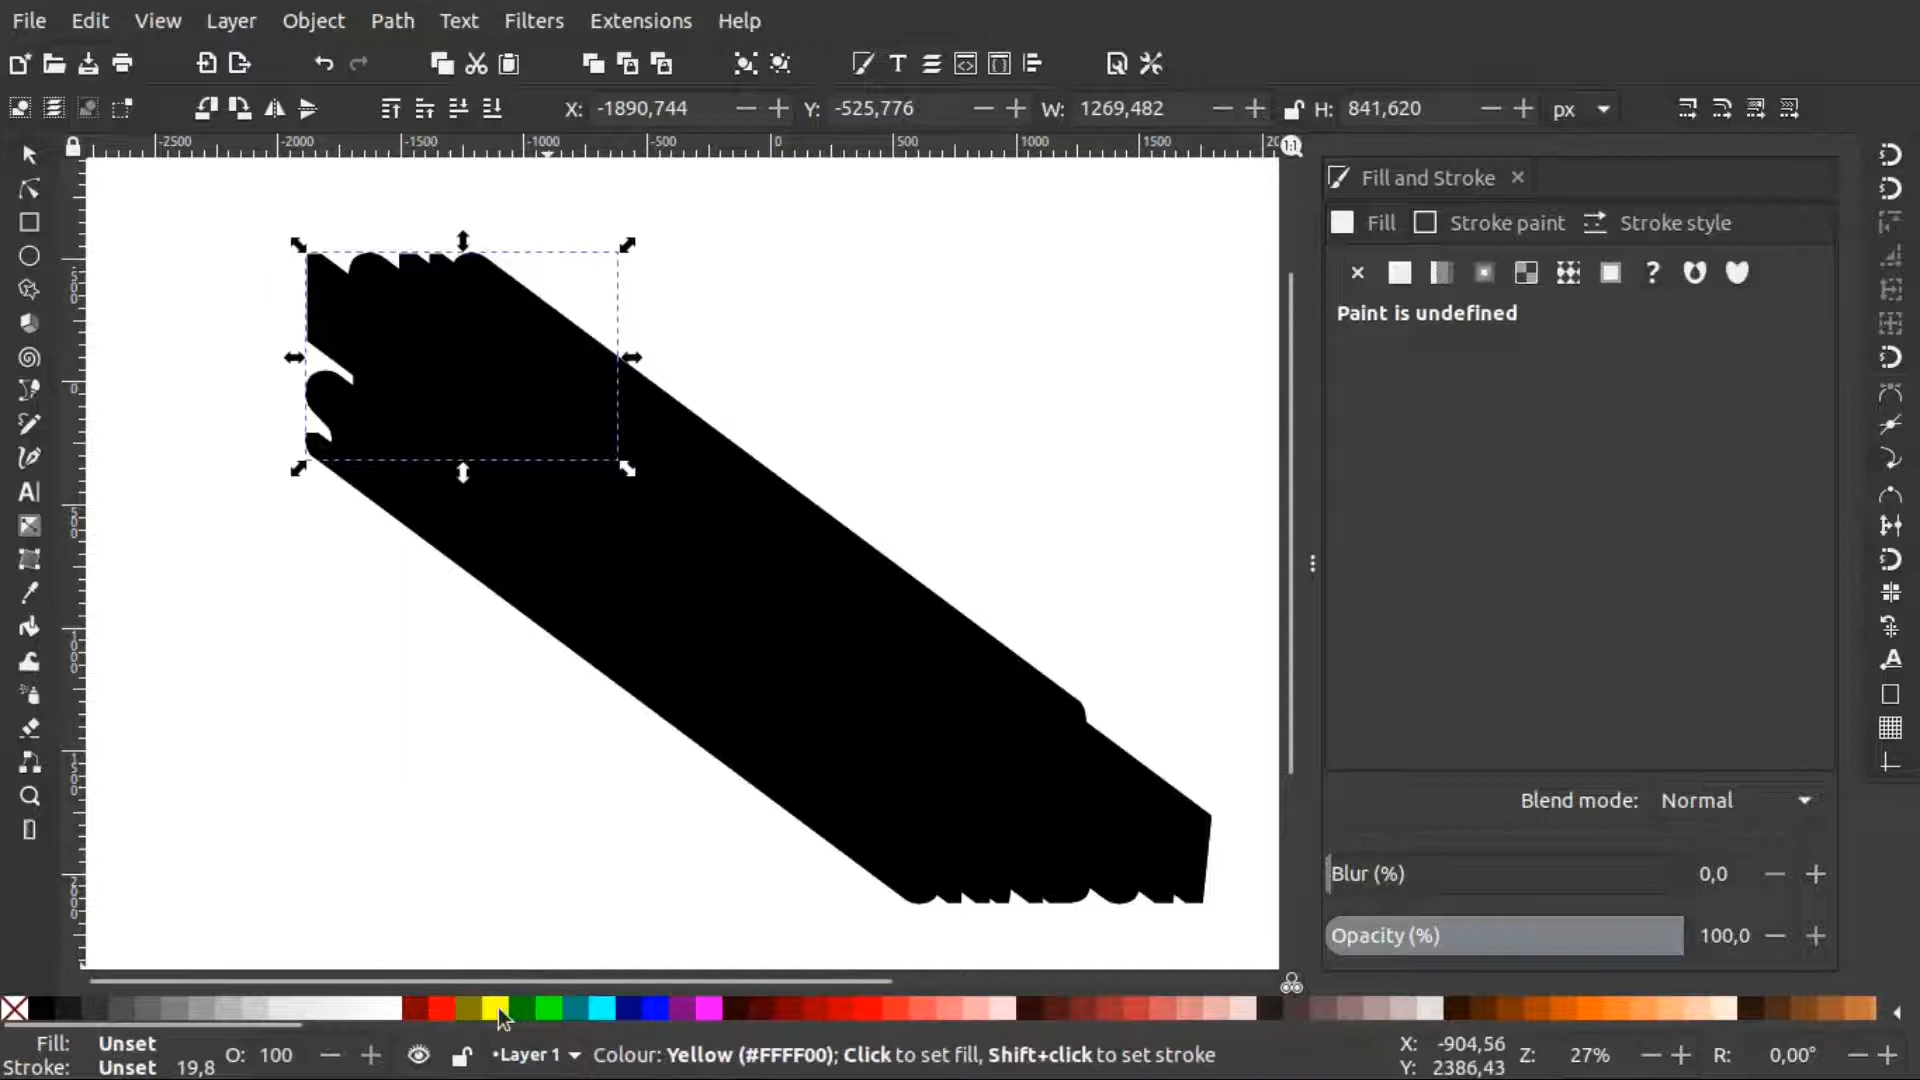 File Edit View Layer Object Path Text Filters Extensions Help
X: -1890,744 Y: -525,776 W: 1269,482 H: 841,620 px
-2500 -2000 -1500 -1000 -500 0 500 1000 1500
1:1
Fill and Stroke
Fill Stroke paint Stroke style
Paint is undefined
Blend mode: Normal
Blur (%) 0,0
Opacity (%) 100,0
Fill: Unset
Stroke: Unset 19,8
O: 100
•Layer 1
Colour: Yellow (#FFFF00); Click to set fill, Shift+click to set stroke
X: -904,56
Y: 2386,43
Z: 27%
R: 0,00°